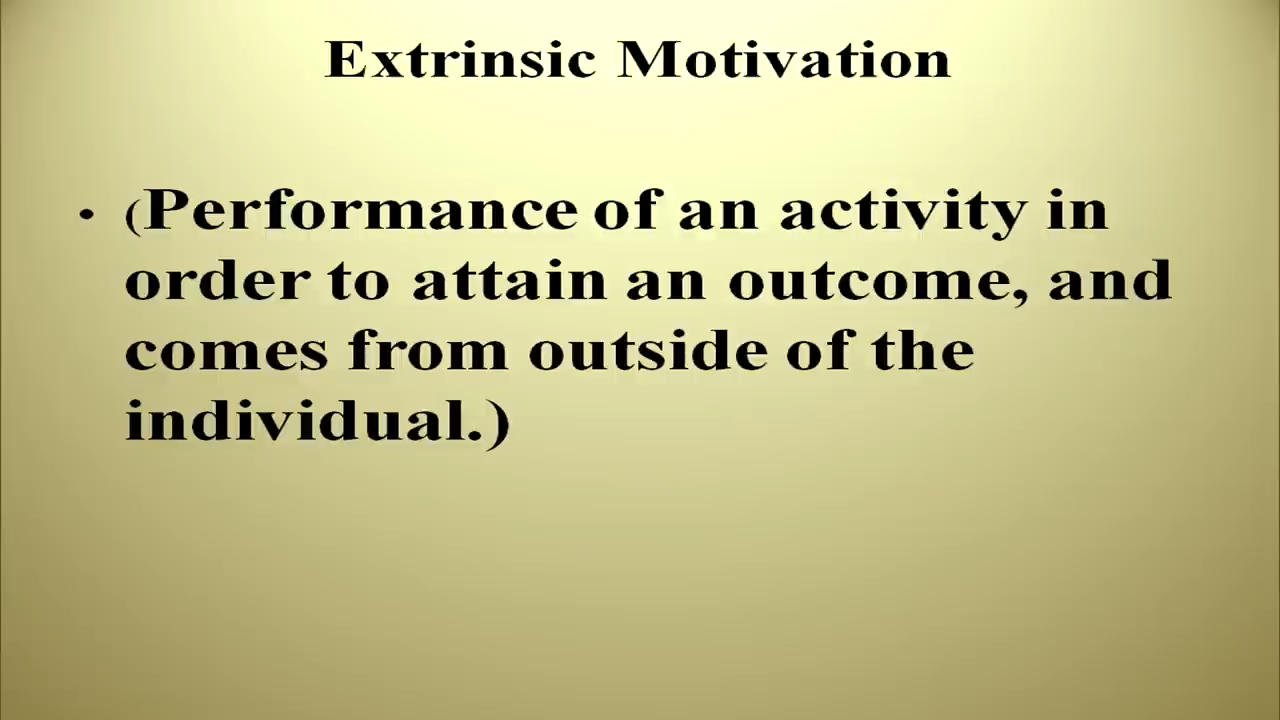 Extrinsic Motivation
• (Performance of an activity in
order to attain an outcome, and
comes from outside of the
individual.)